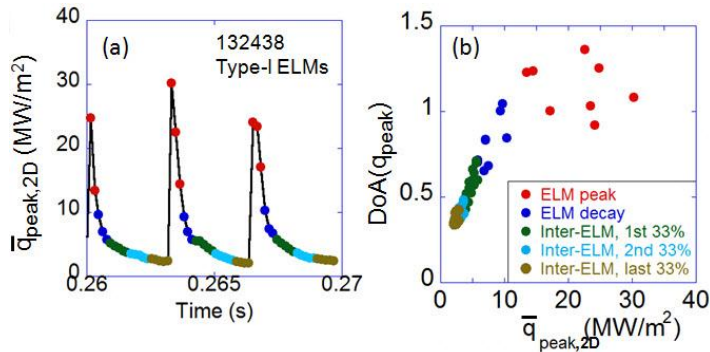 (a)
132438
Type-I ELMs
q̅peak,2D (MW/m²)
40
30
20
10
0
0.26
0.265
0.27
Time (s)
(b)
DoA(qpeak)
1.5
1
0.5
0
ELM peak
ELM decay
Inter-ELM, 1st 33%
Inter-ELM, 2nd 33%
Inter-ELM, last 33%
0
10
20
30
40
q̅peak,2D(MW/m²)